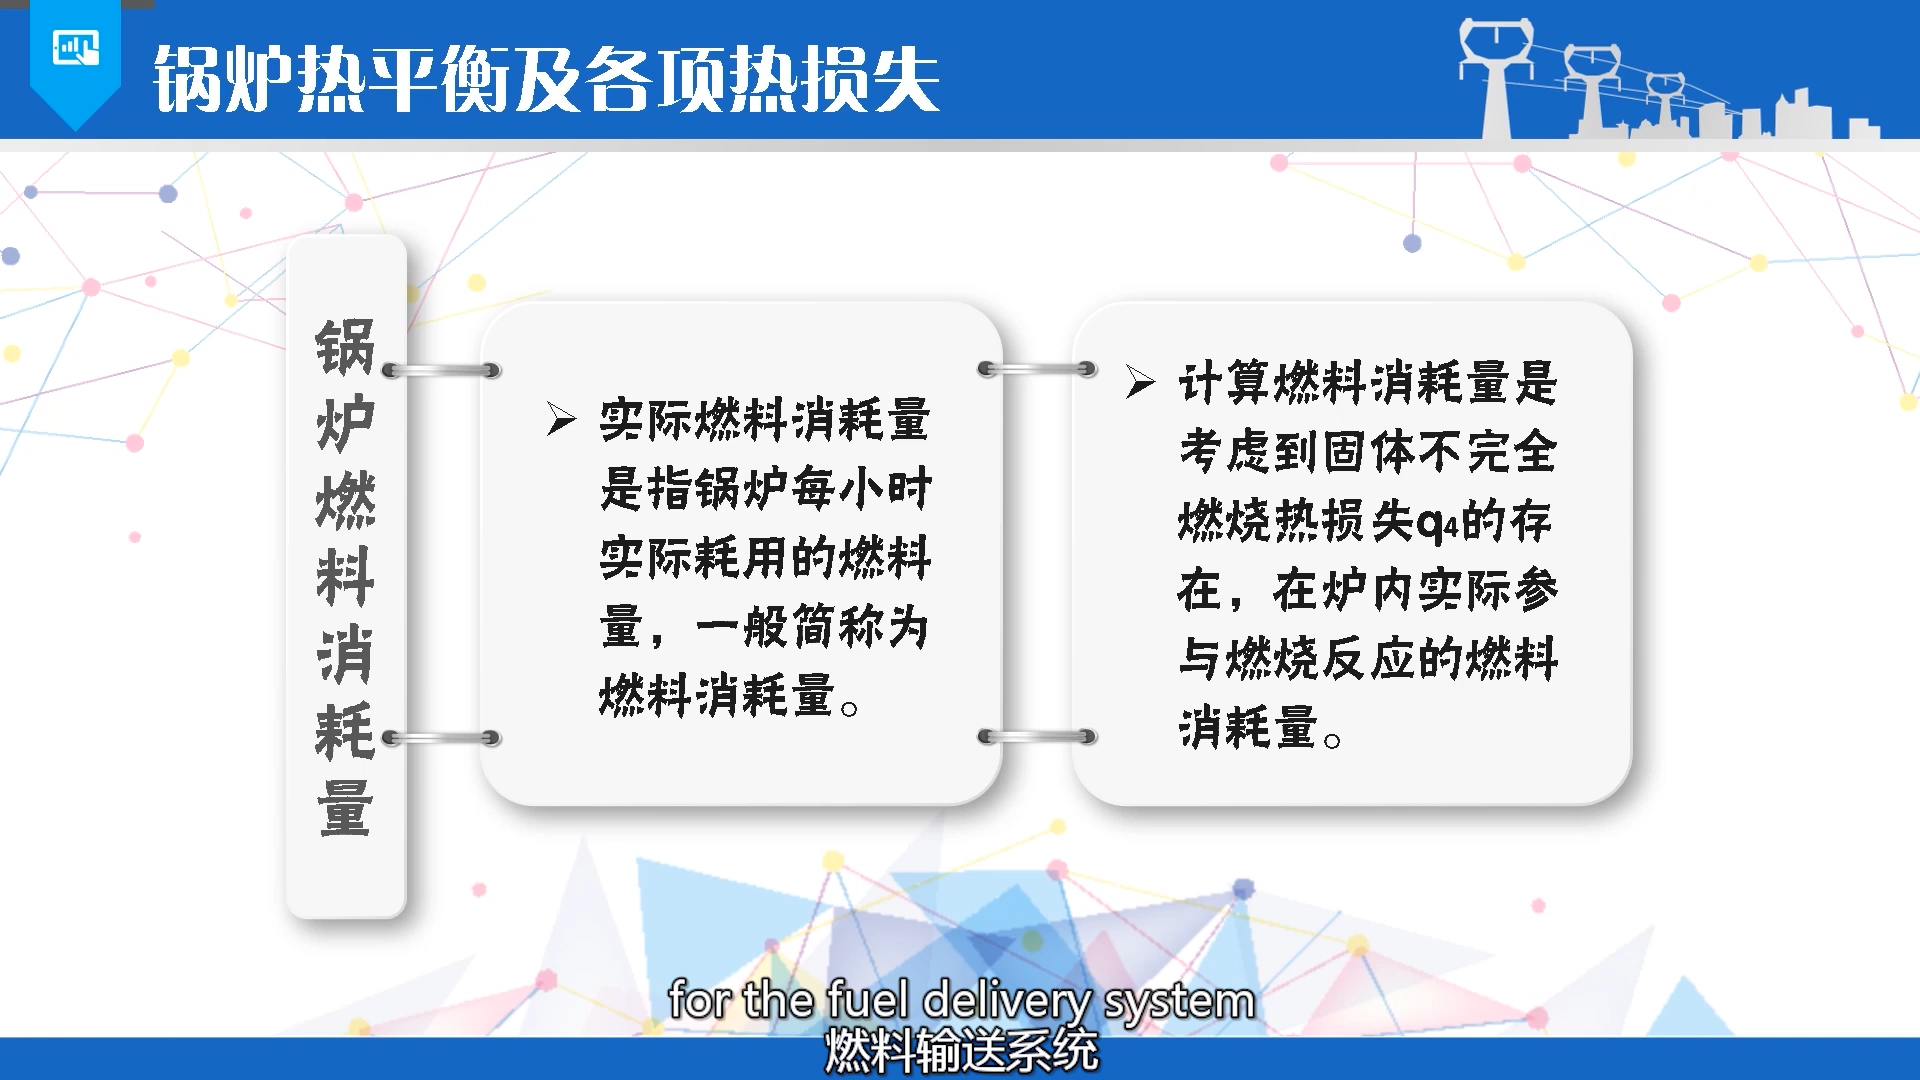 锅炉热平衡及各项热损失
锅
炉
燃
料
消
耗
量
➢ 实际燃料消耗量
是指锅炉每小时
实际耗用的燃料
量，一般简称为
燃料消耗量。
➢ 计算燃料消耗量是
考虑到固体不完全
燃烧热损失q₄的存
在，在炉内实际参
与燃烧反应的燃料
消耗量。
for the fuel delivery system
燃料输送系统